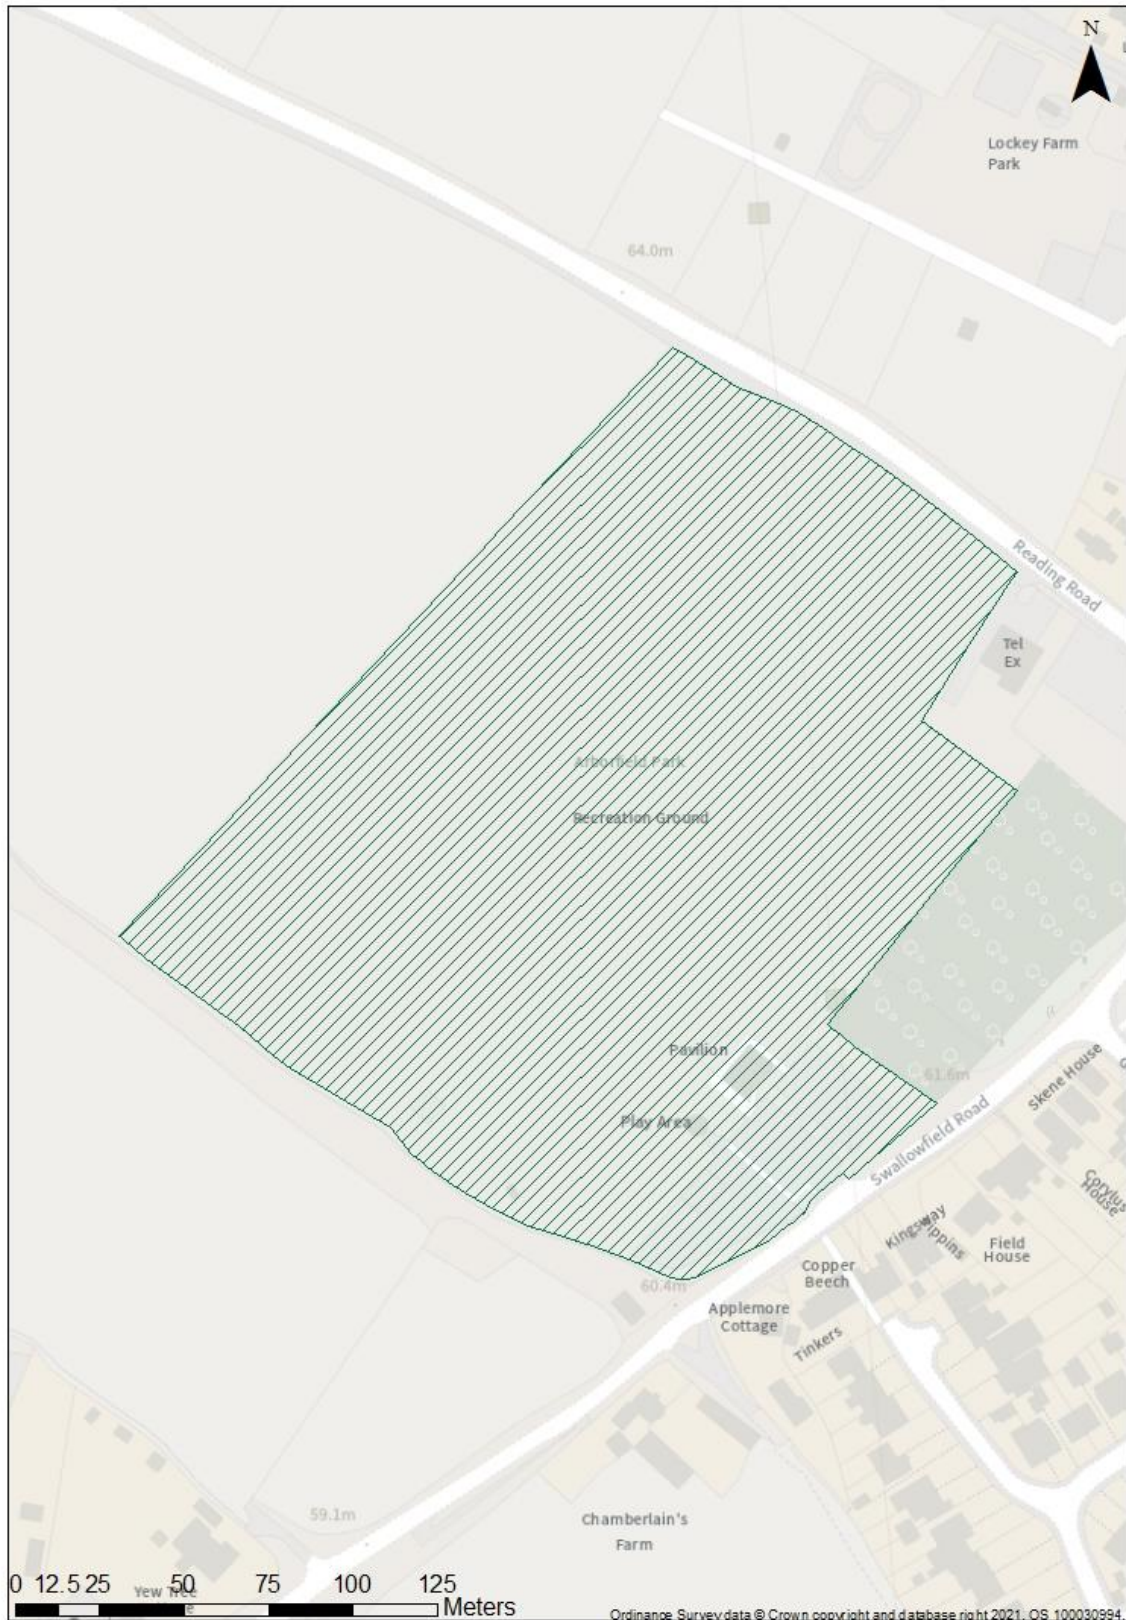 N
Lockey Farm
Park
64.0m
Reading Road
Tel
Ex
Arborfield Park
Recreation Ground
Pavilion
61.6m
Play Area
Skene House
Swallowfield Road
Corylus
House
Kingsway
Pippins
Field
House
Copper
Beech
60.4m
Applemore
Cottage
Tinkers
59.1m
Chamberlain's
Farm
0 12.5 25 50 75 100 125
Meters
Yew Tree
Ordinance Survey data © Crown copyright and database right 2021. OS 100030994.